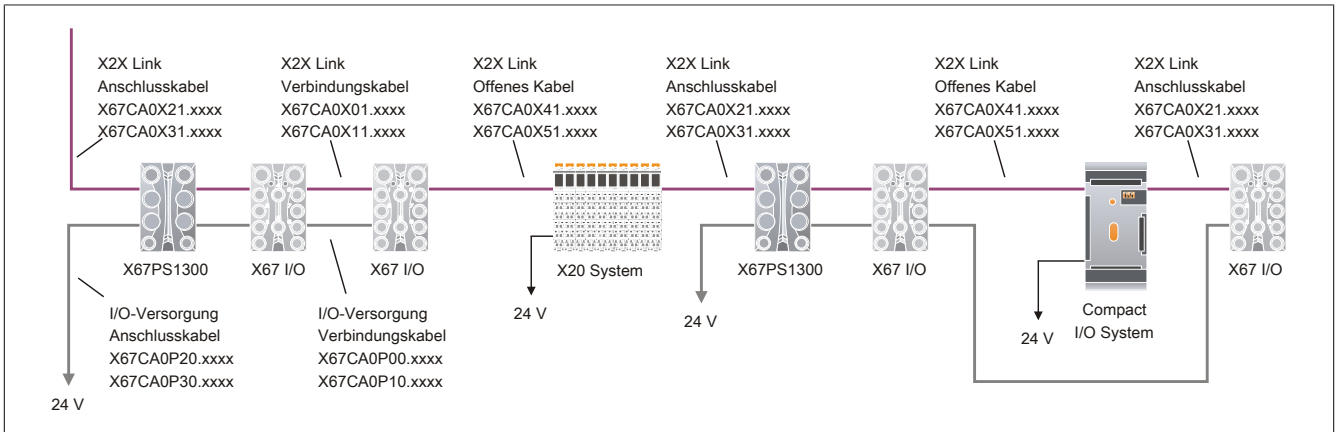 X2X Link
Anschlusskabel
X67CA0X21.xxxx
X67CA0X31.xxxx
X2X Link
Verbindungskabel
X67CA0X01.xxxx
X67CA0X11.xxxx
X2X Link
Offenes Kabel
X67CA0X41.xxxx
X67CA0X51.xxxx
X2X Link
Anschlusskabel
X67CA0X21.xxxx
X67CA0X31.xxxx
X2X Link
Offenes Kabel
X67CA0X41.xxxx
X67CA0X51.xxxx
X2X Link
Anschlusskabel
X67CA0X21.xxxx
X67CA0X31.xxxx
X67PS1300
X67 I/O
X67 I/O
X20 System
X67PS1300
X67 I/O
Compact
I/O System
X67 I/O
I/O-Versorgung
Anschlusskabel
X67CA0P20.xxxx
X67CA0P30.xxxx
I/O-Versorgung
Verbindungskabel
X67CA0P00.xxxx
X67CA0P10.xxxx
24 V
24 V
24 V
24 V